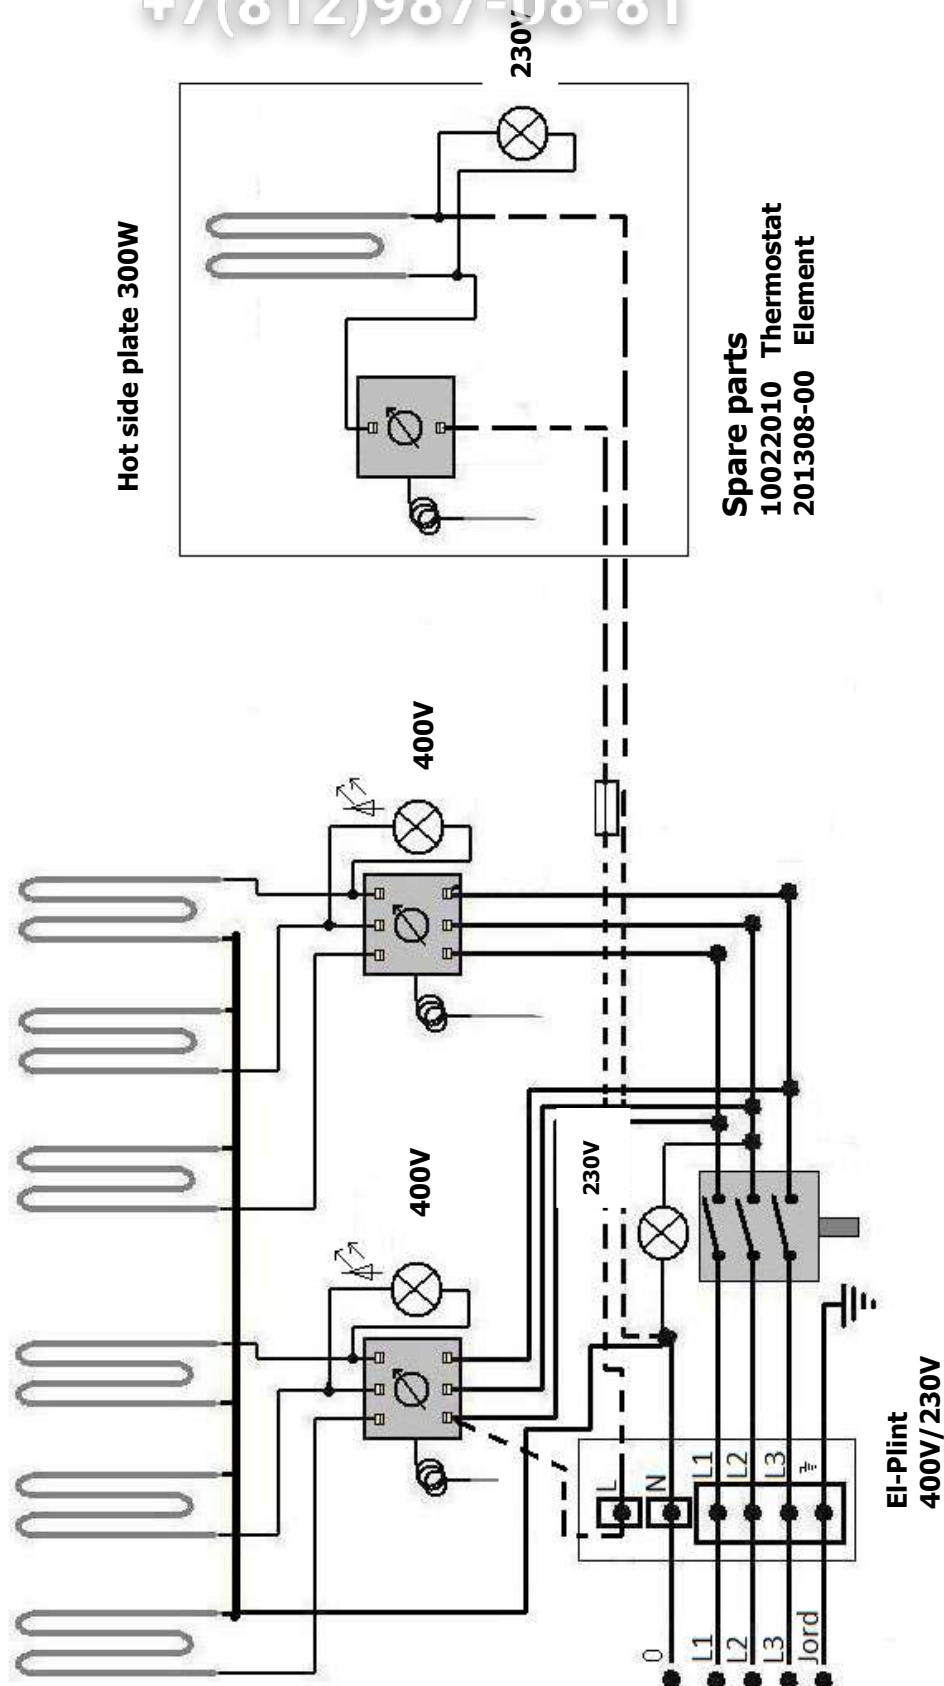 +7(812)987-08-81
230V
Hot side plate 300W
Spare parts
10022010 Thermostat
201308-00 Element
400V
400V
230V
L
N
L1
L2
L3
0
L1
L2
L3
Jord
El-Plint
400V/230V